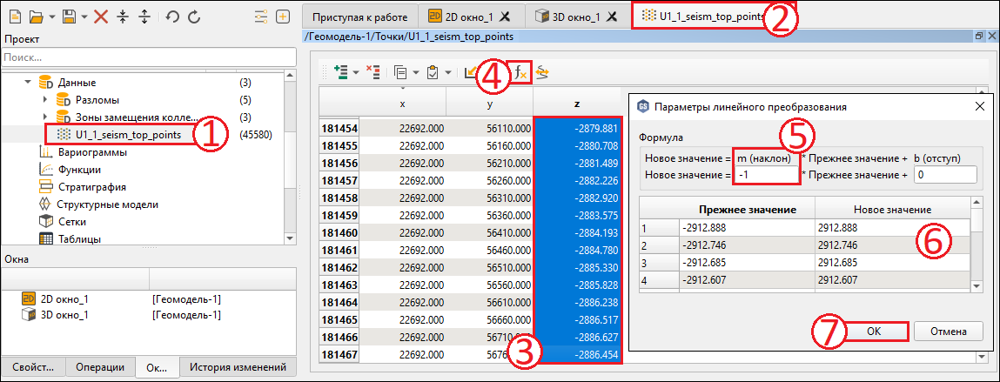 Проект
Поиск...
Данные (3)
Разломы (5)
Зоны замещения колле... (3)
U1_1_seism_top_points (45580)
1
Вариограммы
Функции
Стратиграфия
Структурные модели
Сетки
Таблицы
Окна
2D 2D окно_1 [Геомодель-1]
3D окно_1 [Геомодель-1]
Свойст... Операции Ок... История изменений
Приступая к работе 2D 2D окно_1 3D окно_1 U1_1_seism_top_points
2
/Геомодель-1/Точки/U1_1_seism_top_points
4 fx
x y z
181454 22692.000 56110.000 -2879.881
181455 22692.000 56160.000 -2880.708
181456 22692.000 56210.000 -2881.489
181457 22692.000 56260.000 -2882.226
181458 22692.000 56310.000 -2882.920
181459 22692.000 56360.000 -2883.575
181460 22692.000 56410.000 -2884.193
181461 22692.000 56460.000 -2884.780
181462 22692.000 56510.000 -2885.330
181463 22692.000 56560.000 -2885.828
181464 22692.000 56610.000 -2886.238
181465 22692.000 56660.000 -2886.517
181466 22692.000 -2886.627
181467 22692.000 -2886.454
3
GS Параметры линейного преобразования
Формула
5
Новое значение = m (наклон) * Прежнее значение + b (отступ)
Новое значение = -1 * Прежнее значение + 0
Прежнее значение Новое значение
1 -2912.888 2912.888
2 -2912.746 2912.746
3 -2912.685 2912.685
4 -2912.607 2912.607
6
7 OK Отмена